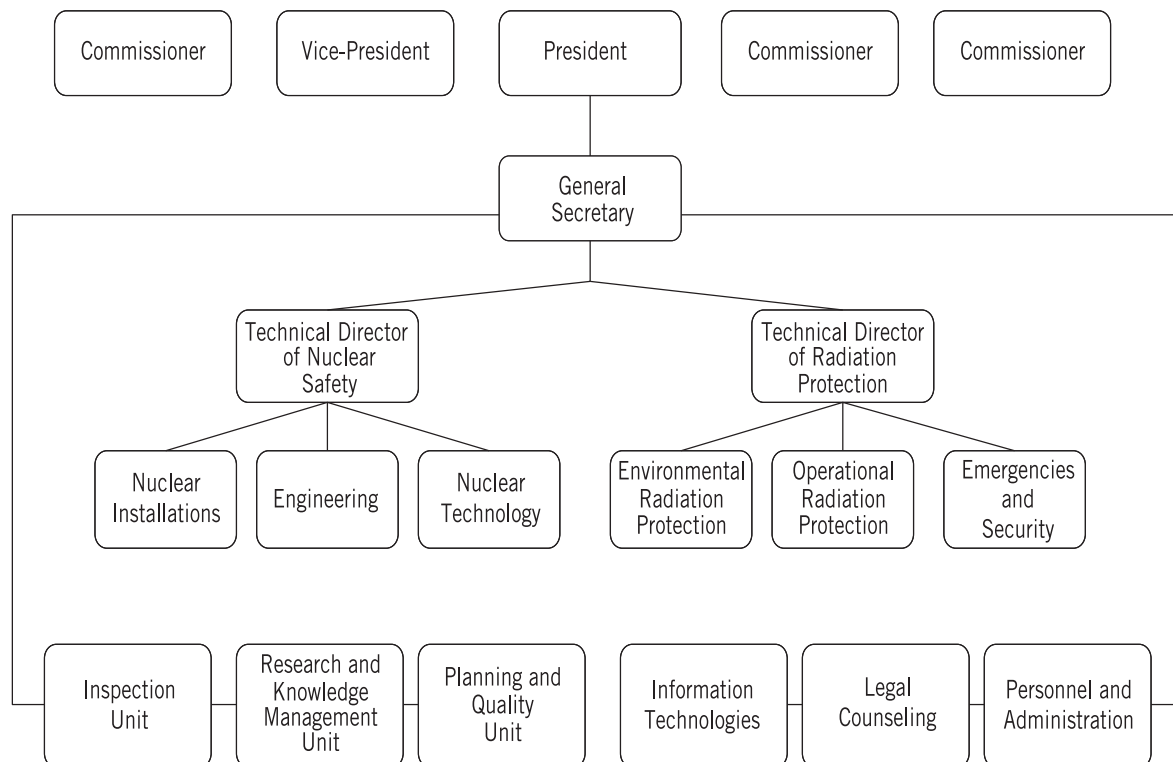 Commissioner
Vice-President
President
Commissioner
Commissioner
General
Secretary
Technical Director
of Nuclear
Safety
Technical Director
of Radiation
Protection
Nuclear
Installations
Engineering
Nuclear
Technology
Environmental
Radiation
Protection
Operational
Radiation
Protection
Emergencies
and
Security
Inspection
Unit
Research and
Knowledge
Management
Unit
Planning and
Quality
Unit
Information
Technologies
Legal
Counseling
Personnel and
Administration